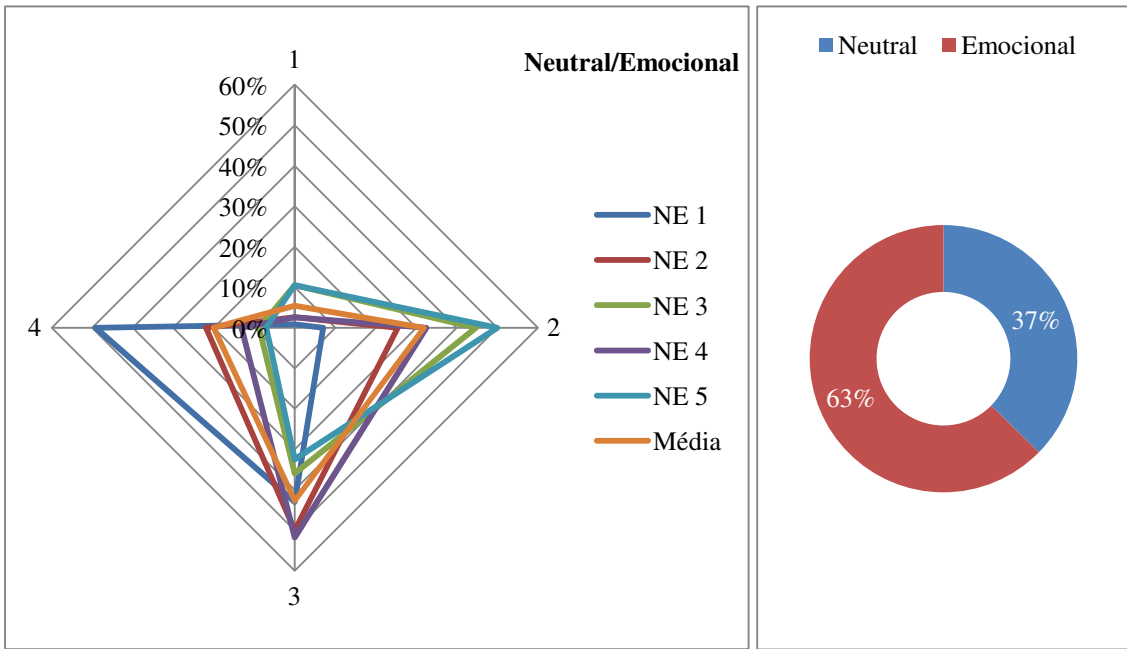 1
Neutral/Emocional
60%
50%
40%
30%
20%
10%
0%
4
2
3
NE 1
NE 2
NE 3
NE 4
NE 5
Média
Neutral Emocional
37%
63%